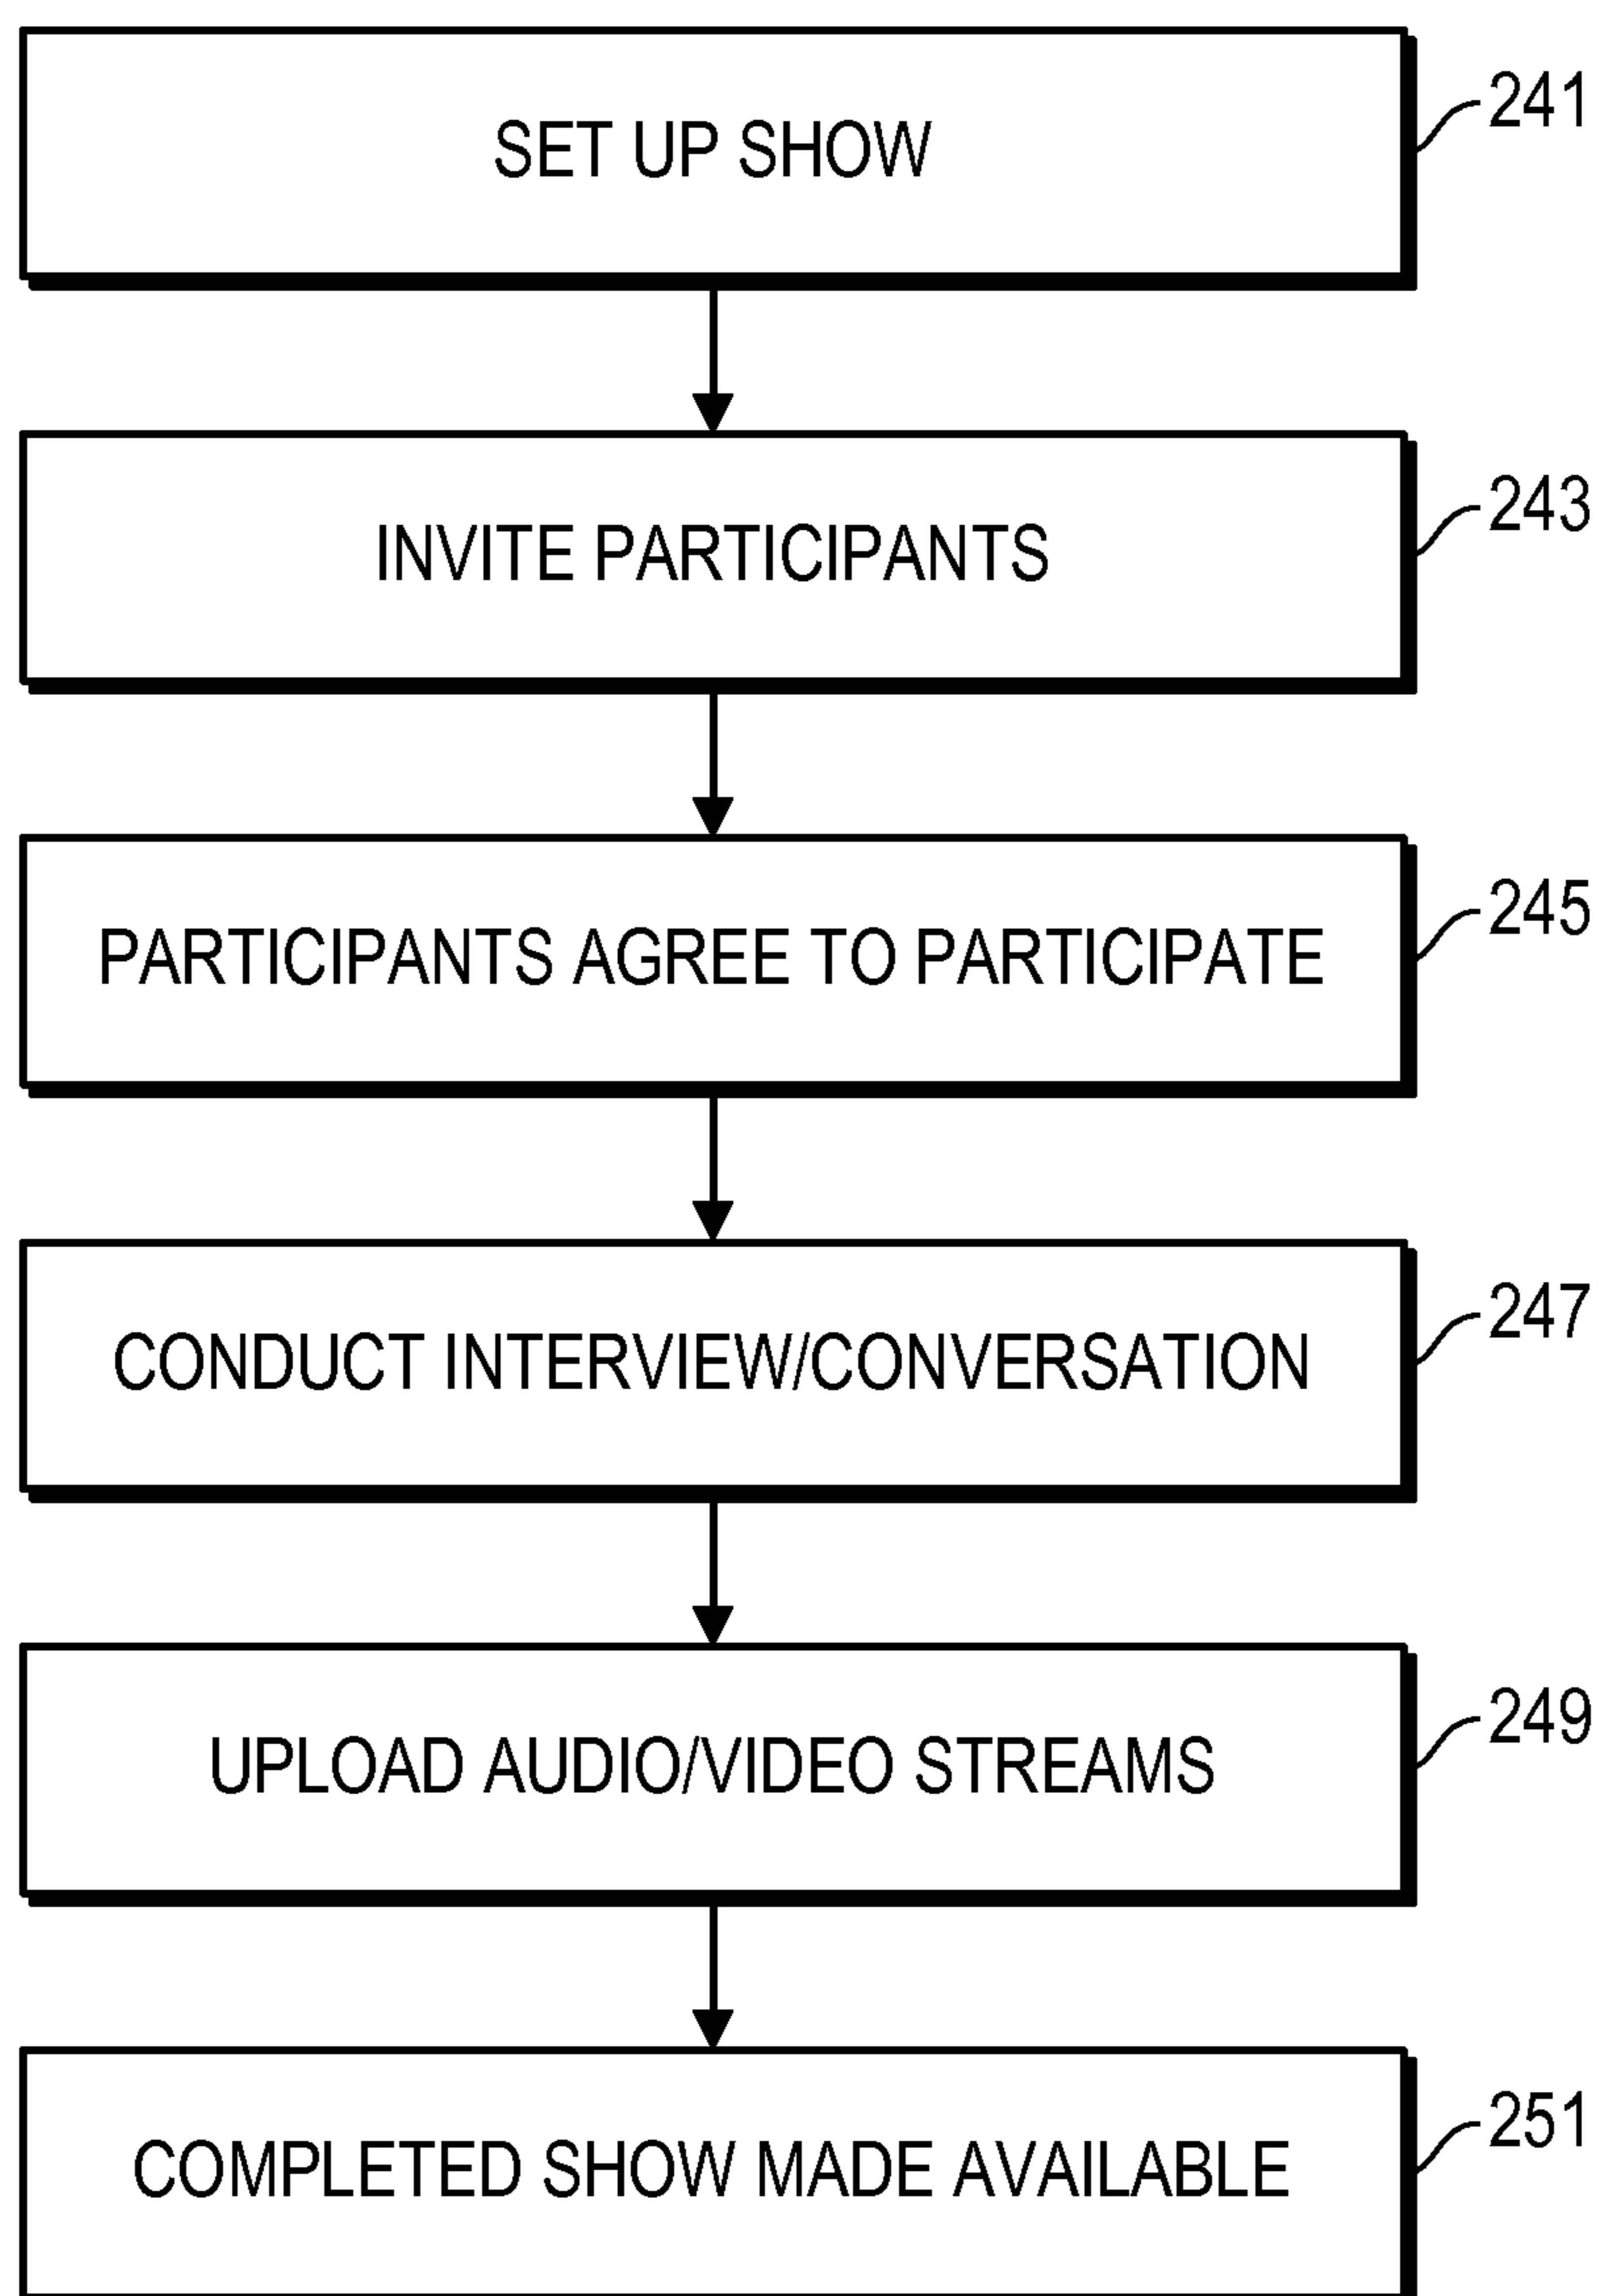 SET UP SHOW
241
INVITE PARTICIPANTS
243
PARTICIPANTS AGREE TO PARTICIPATE
245
CONDUCT INTERVIEW/CONVERSATION
247
UPLOAD AUDIO/VIDEO STREAMS
249
COMPLETED SHOW MADE AVAILABLE
251